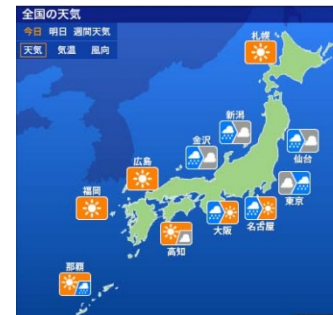 全国の天気
今日 明日 週間天気
天気 気温 風向
札幌
新潟
金沢
仙台
広島
東京
福岡
大阪
名古屋
高知
那覇